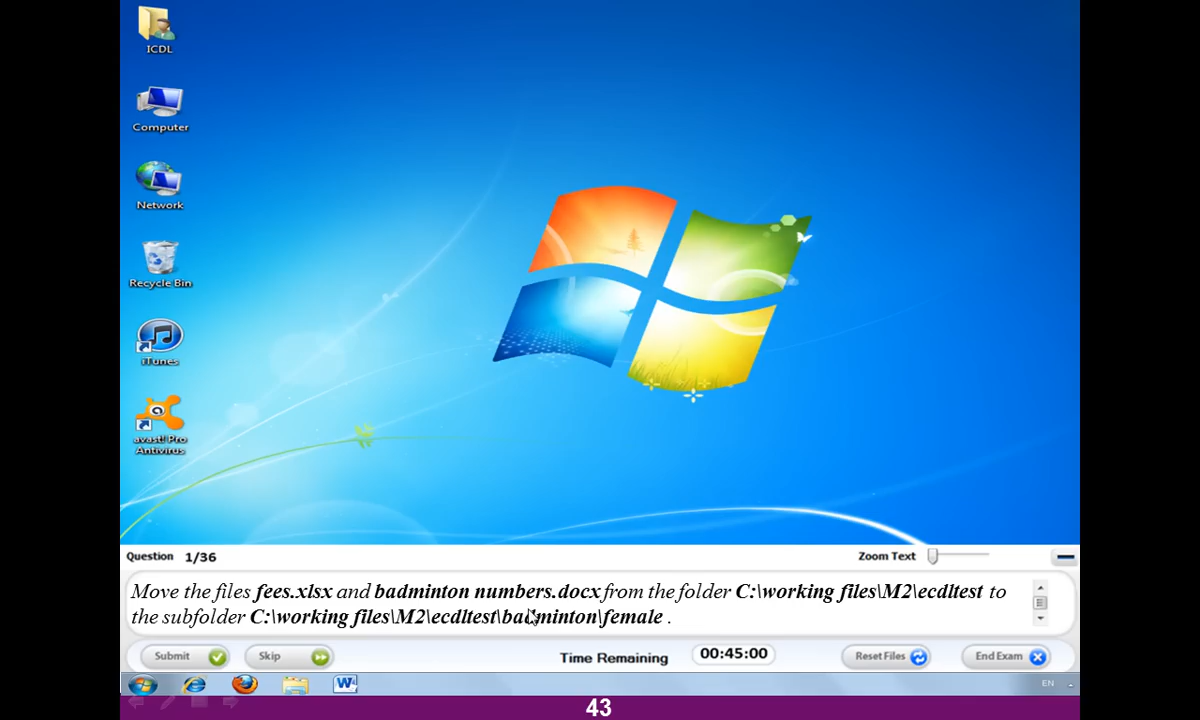 ICDL
Computer
Network
Recycle Bin
iTunes
avast! Pro
Antivirus
Question 1/36
Zoom Text
Move the files fees.xlsx and badminton numbers.docx from the folder C:\working files\M2\ecdltest to
the subfolder C:\working files\M2\ecdltest\badminton\female .
Submit
Skip
Time Remaining 00:45:00
Reset Files
End Exam
EN
43